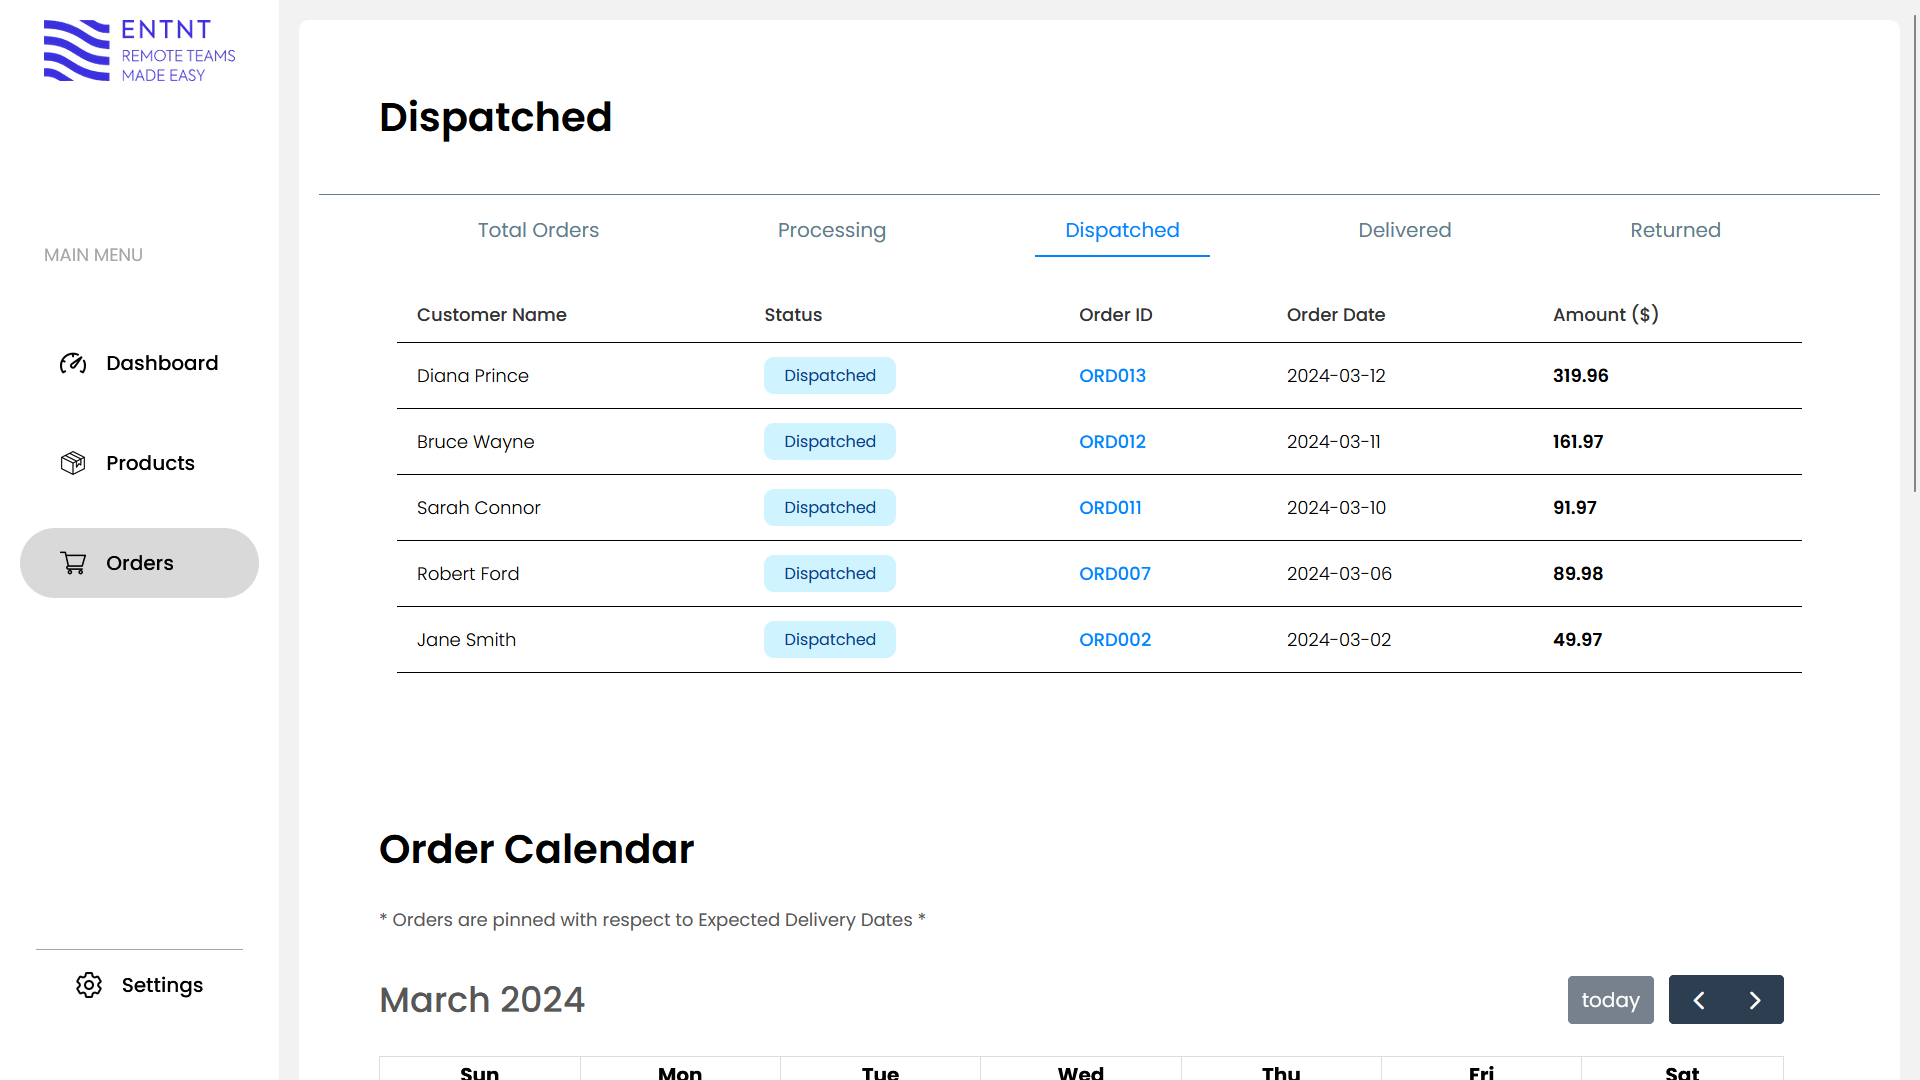 ENTNT
REMOTE TEAMS
MADE EASY
MAIN MENU
Dashboard
Products
Orders
Settings
Dispatched
Total Orders Processing Dispatched Delivered Returned
Customer Name Status Order ID Order Date Amount ($)
Diana Prince Dispatched ORD013 2024-03-12 319.96
Bruce Wayne Dispatched ORD012 2024-03-11 161.97
Sarah Connor Dispatched ORD011 2024-03-10 91.97
Robert Ford Dispatched ORD007 2024-03-06 89.98
Jane Smith Dispatched ORD002 2024-03-02 49.97
Order Calendar
* Orders are pinned with respect to Expected Delivery Dates *
March 2024 today
Sun Mon Tue Wed Thu Fri Sat